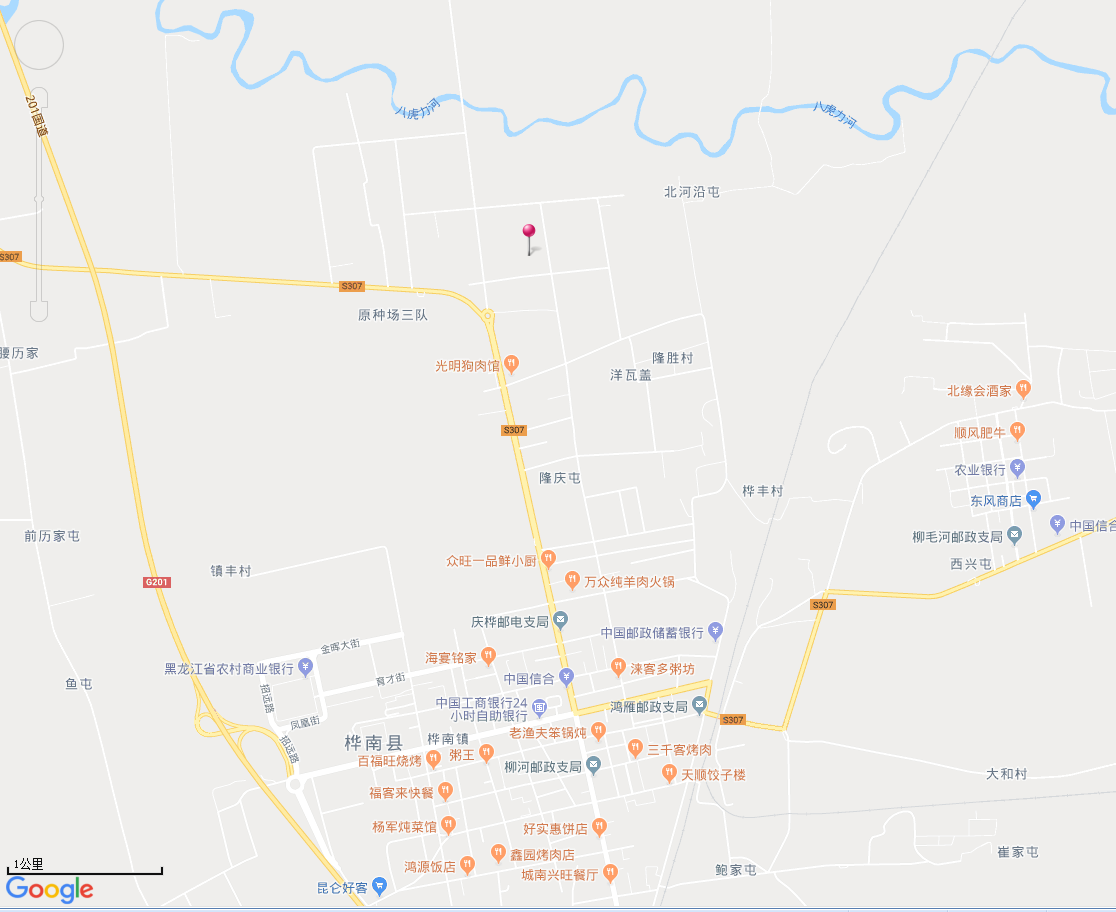 201国道
八虎力河
八虎力河
北河沿屯
S307
S307
原种场三队
腰历家
光明狗肉馆
隆胜村
洋瓦盖
北缘会酒家
S307
顺风肥牛
农业银行
隆庆屯
桦丰村
东风商店
中国信合
前历家屯
柳毛河邮政支局
众旺一品鲜小厨
西兴屯
镇丰村
G201
万众纯羊肉火锅
S307
庆桦邮电支局
中国邮政储蓄银行
金晖大街
海宴铭家
黑龙江省农村商业银行
涞客多粥坊
育才街
中国信合
鱼屯
招远路
中国工商银行24
小时自助银行
鸿雁邮政支局
凤凰街
S307
老渔夫笨锅炖
桦南县
桦南镇
招远路
粥王
三千客烤肉
百福旺烧烤
柳河邮政支局
天顺饺子楼
大和村
福客来快餐
杨军炖菜馆
好实惠饼店
鑫园烤肉店
崔家屯
1公里
鸿源饭店
城南兴旺餐厅
鲍家屯
昆仑好客
Google